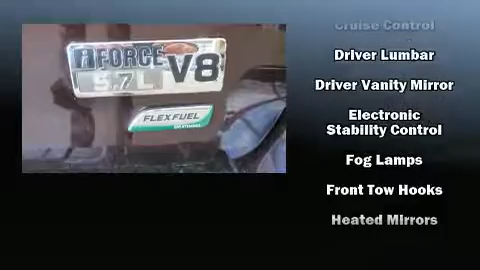 i FORCE
5.7L V8
FLEXFUEL
Cruise Control
Driver Lumbar
Driver Vanity Mirror
Electronic
Stability Control
Fog Lamps
Front Tow Hooks
Heated Mirrors